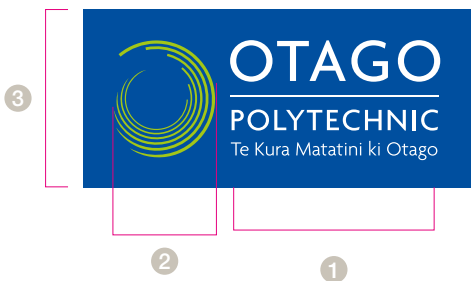 3
OTAGO
POLYTECHNIC
Te Kura Matatini ki Otago
2
1